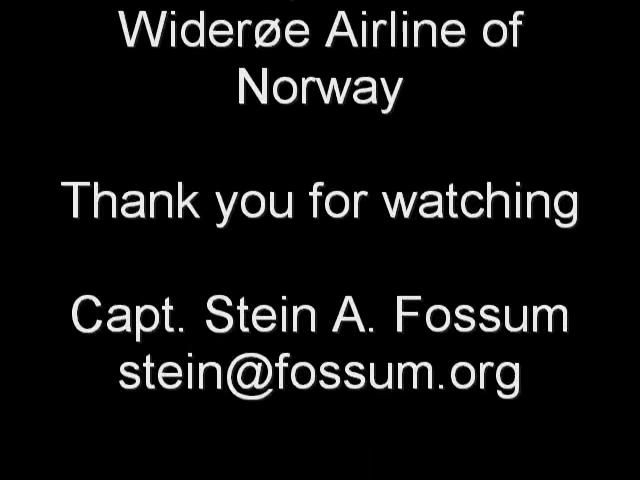 Widerøe Airline of
Norway
Thank you for watching
Capt. Stein A. Fossum
stein@fossum.org